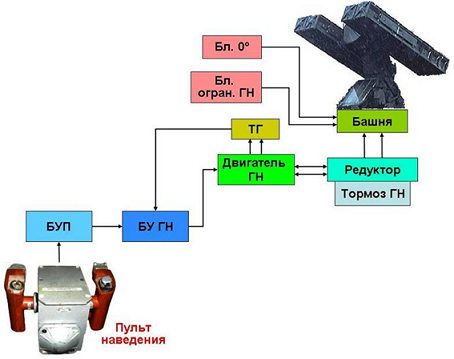 Бл. 0°
Бл.
огран. ГН
Башня
ТГ
Двигатель
ГН
Редуктор
Тормоз ГН
БУП
БУ ГН
Пульт
наведения